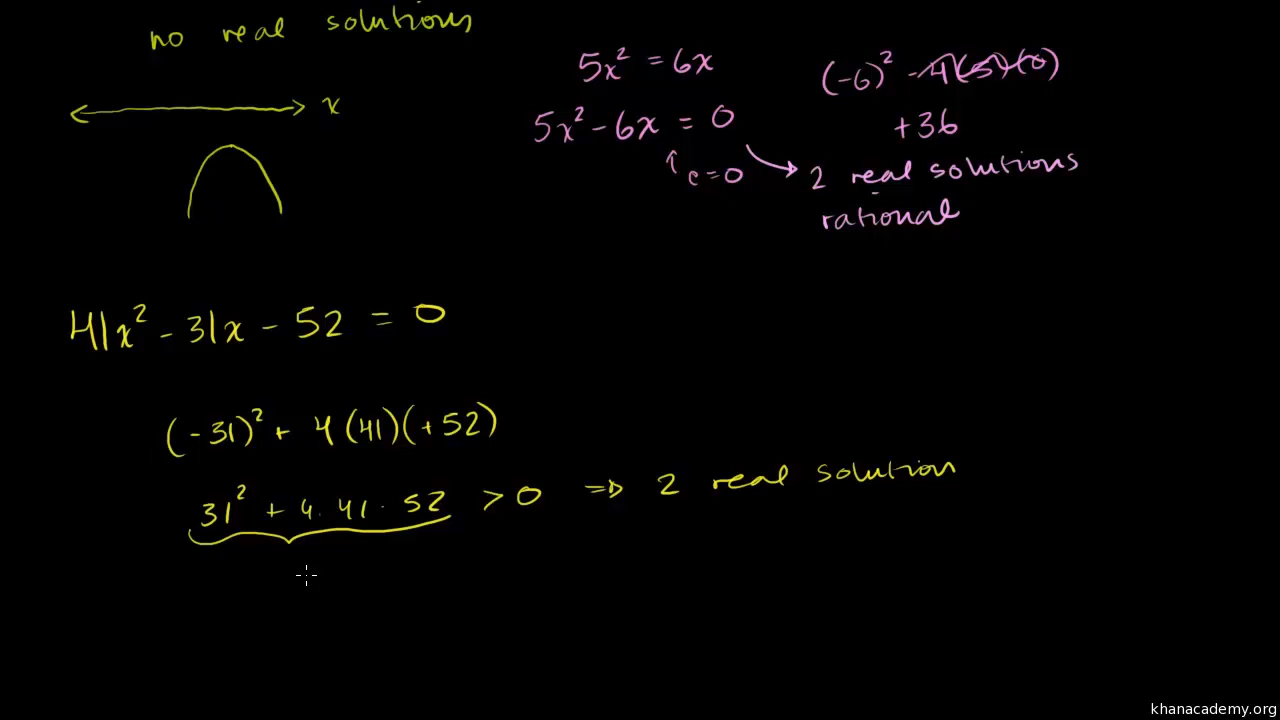 no real solutions
x
5x² = 6x
5x² - 6x = 0
↑ c = 0
(-6)² - 4(5)(0)
+36
2 real solutions
rational
41x² - 31x - 52 = 0
(-31)² + 4(41)(+52)
31² + 4 · 41 · 52 > 0 ⇒ 2 real solution
khanacademy.org